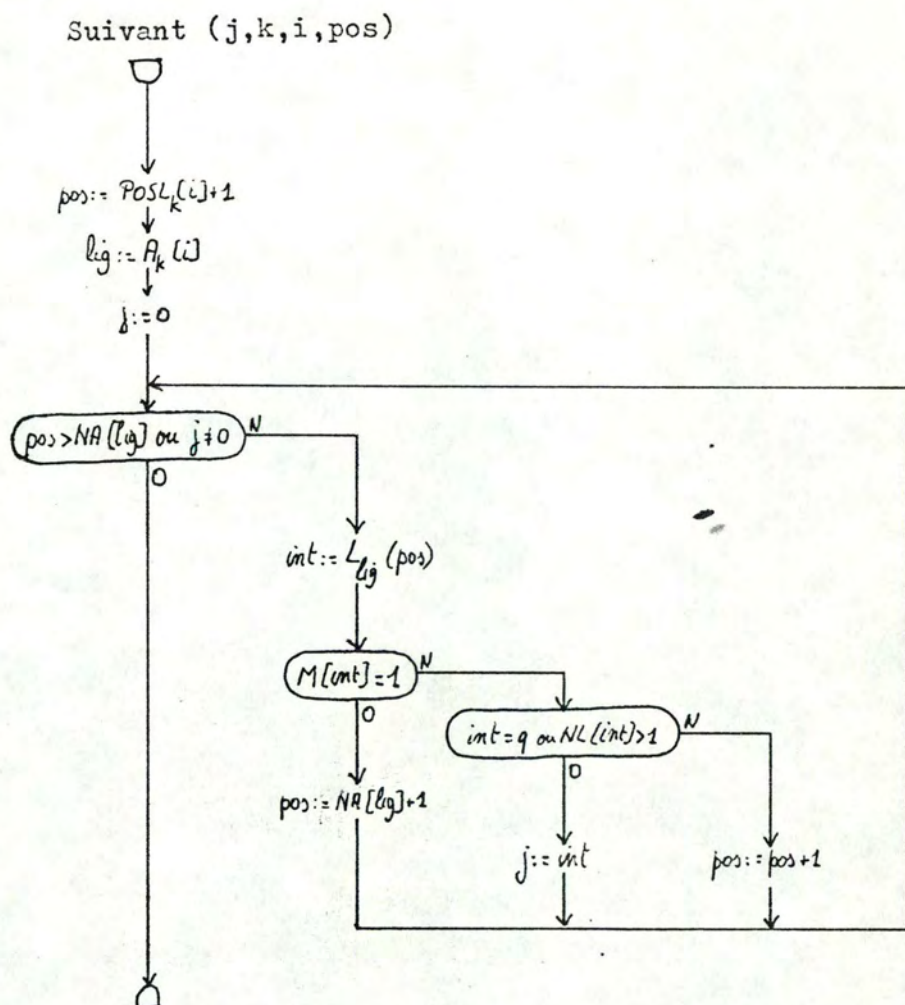 Suivant (j,k,i,pos)
pos:= POSL_k[i]+1
lig:= A_k[i]
j:=0
pos>NA[lig] ou j≠0
N
O
int:= L_lig(pos)
M[int]=1
N
O
int=q ou NL[int]>1
N
O
pos:= NA[lig]+1
j:= int
pos:= pos+1